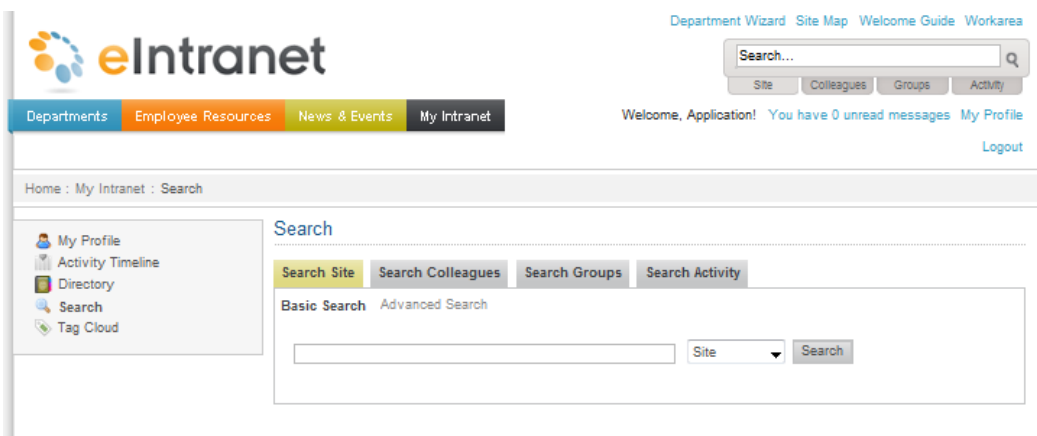 Department Wizard Site Map Welcome Guide Workarea
eIntranet
Search...
Site Colleagues Groups Activity
Departments Employee Resources News & Events My Intranet
Welcome, Application! You have 0 unread messages My Profile
Logout
Home : My Intranet : Search
My Profile
Activity Timeline
Directory
Search
Tag Cloud
Search
Search Site Search Colleagues Search Groups Search Activity
Basic Search Advanced Search
Site Search